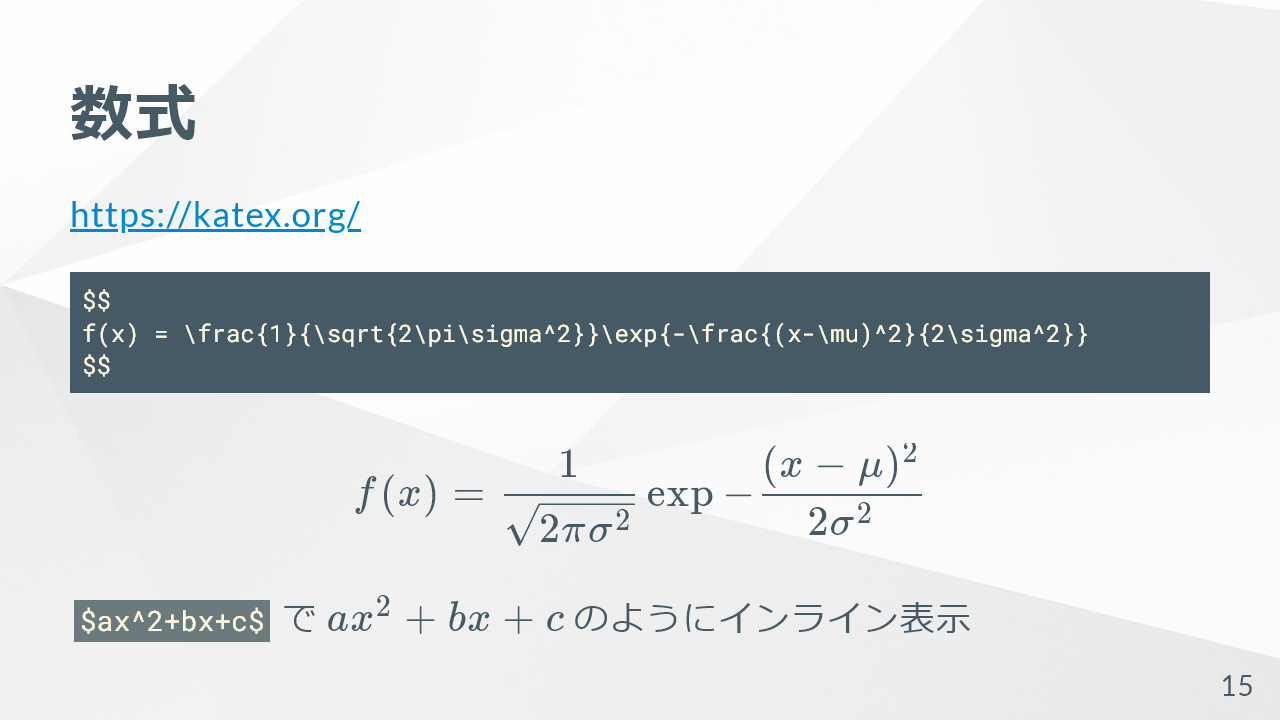 数式
https://katex.org/
$$
f(x) = \frac{1}{\sqrt{2\pi\sigma^2}}\exp{-\frac{(x-\mu)^2}{2\sigma^2}}
$$
f(x) = 1/√(2πσ²) exp −(x − μ)²/2σ²
$ax^2+bx+c$ で ax² + bx + c のようにインライン表示
15